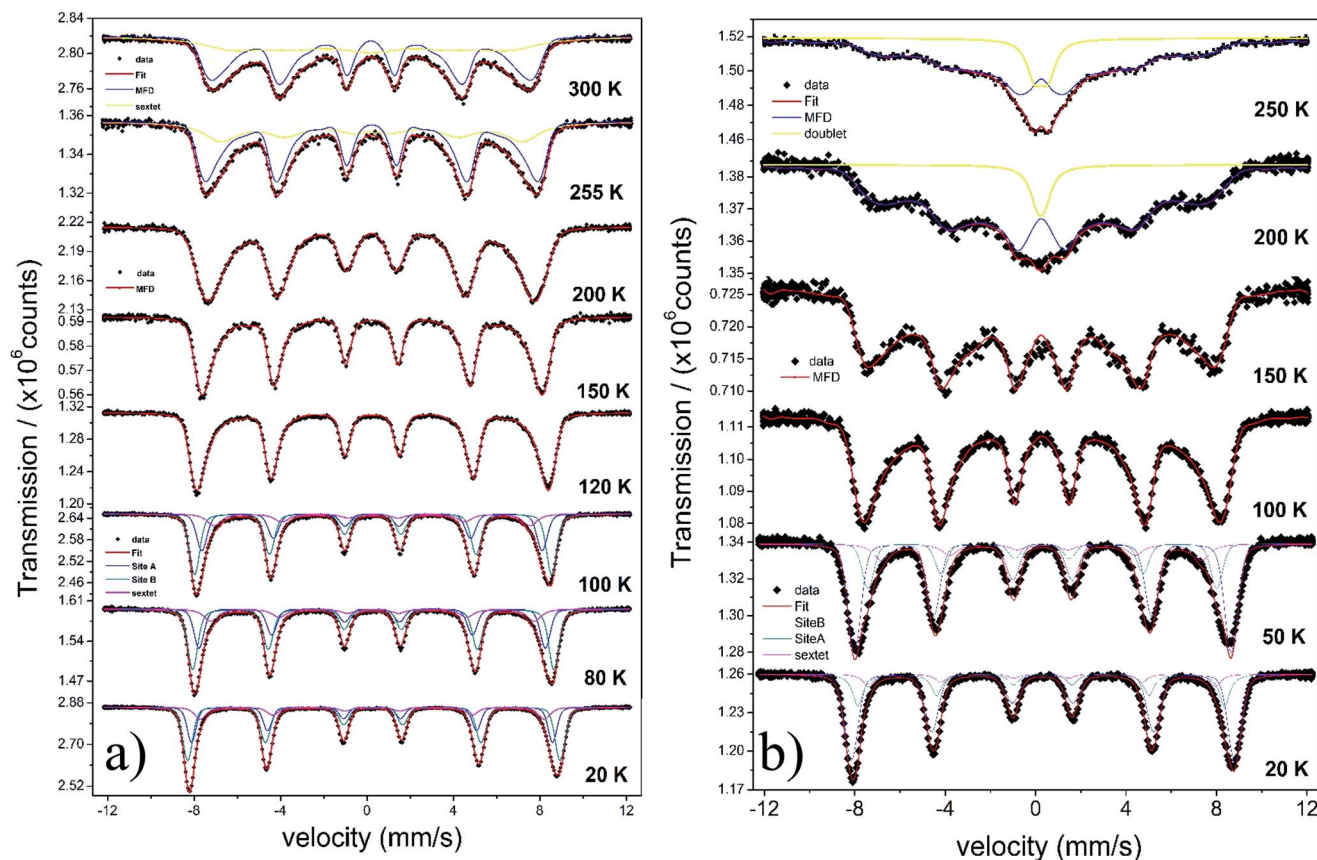 2.84
2.80
2.76
data
Fit
MFD
sextet
300 K
1.36
1.34
1.32
255 K
2.22
2.19
2.16
2.13
data
MFD
200 K
0.59
0.58
0.57
0.56
150 K
1.32
1.28
1.24
1.20
120 K
2.64
2.58
2.52
2.46
data
Fit
Site A
Site B
sextet
100 K
1.61
1.54
1.47
80 K
2.88
2.70
2.52
a)
20 K
-12 -8 -4 0 4 8 12
velocity (mm/s)
Transmission / (x10⁶counts)
1.52
1.50
1.48
1.46
data
Fit
MFD
doublet
250 K
1.38
1.37
1.36
1.35
200 K
0.725
0.720
0.715
0.710
data
MFD
150 K
1.11
1.10
1.09
1.08
100 K
1.34
1.32
1.30
1.28
data
Fit
SiteB
SiteA
sextet
50 K
1.26
1.23
1.20
1.17
b)
20 K
-12 -8 -4 0 4 8 12
velocity (mm/s)
Transmission / (x10⁶counts)